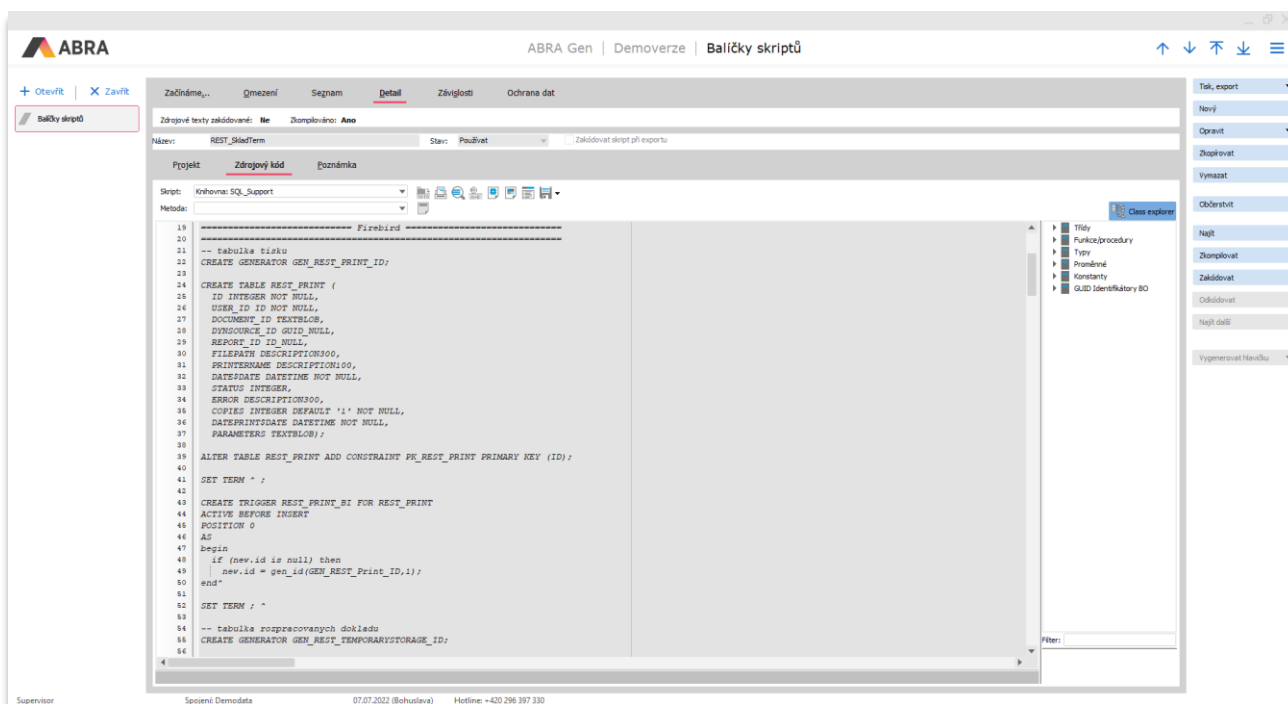 ABRA
ABRA Gen | Demoverze | Balíčky skriptů
+ Otevřít | X Zavřít
Balíčky skriptů
Začínáme,.. Omezení Seznam Detail Závislosti Ochrana dat
Zdrojové texty zakódované: Ne Zkompilováno: Ano
Název: REST_SkladTerm Stav: Používat Zakódovat skript při exportu
Projekt Zdrojový kód Poznámka
Skript: Knihovna: SQL_Support
Metoda:
Class explorer
19 ============================ Firebird =============================
20 ===================================================================
21 -- tabulka tisku
22 CREATE GENERATOR GEN_REST_PRINT_ID;
23
24 CREATE TABLE REST_PRINT (
25 ID INTEGER NOT NULL,
26 USER_ID ID NOT NULL,
27 DOCUMENT_ID TEXTBLOB,
28 DYNSOURCE_ID GUID_NULL,
29 REPORT_ID ID_NULL,
30 FILEPATH DESCRIPTION300,
31 PRINTERNAME DESCRIPTION100,
32 DATE$DATE DATETIME NOT NULL,
33 STATUS INTEGER,
34 ERROR DESCRIPTION300,
35 COPIES INTEGER DEFAULT '1' NOT NULL,
36 DATEPRINT$DATE DATETIME NOT NULL,
37 PARAMETERS TEXTBLOB);
38
39 ALTER TABLE REST_PRINT ADD CONSTRAINT PK_REST_PRINT PRIMARY KEY (ID);
40
41 SET TERM ^ ;
42
43 CREATE TRIGGER REST_PRINT_BI FOR REST_PRINT
44 ACTIVE BEFORE INSERT
45 POSITION 0
46 AS
47 begin
48 if (new.id is null) then
49 new.id = gen_id(GEN_REST_Print_ID,1);
50 end^
51
52 SET TERM ; ^
53
54 -- tabulka rozpracovanych dokladu
55 CREATE GENERATOR GEN_REST_TEMPORARYSTORAGE_ID;
56
Třídy
Funkce/procedury
Typy
Proměnné
Konstanty
GUID Identifikátory BO
Filter:
Tisk, export
Nový
Opravit
Zkopírovat
Vymazat
Občerstvit
Najít
Zkompilovat
Zakódovat
Odkódovat
Najít další
Vygenerovat hlavičku
Supervisor Spojení: Demodata 07.07.2022 (Bohuslava) Hotline: +420 296 397 330